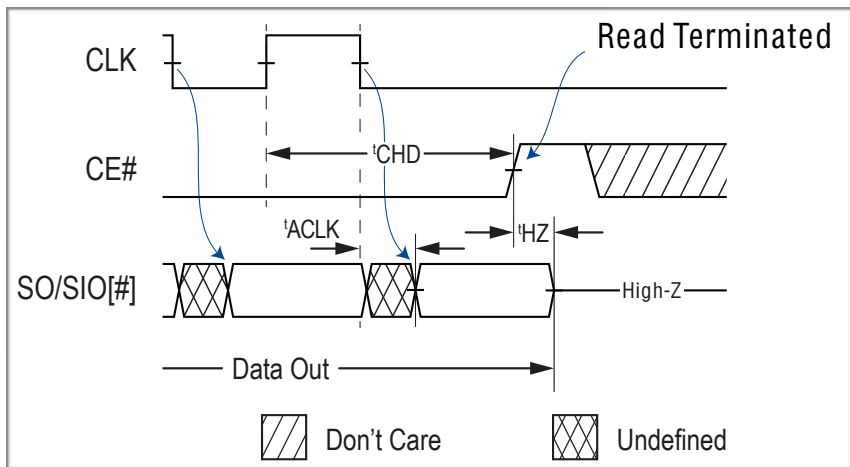 Read Terminated
CLK
tCHD
CE#
tACLK
tHZ
SO/SIO[#]
High-Z
Data Out
Don't Care
Undefined